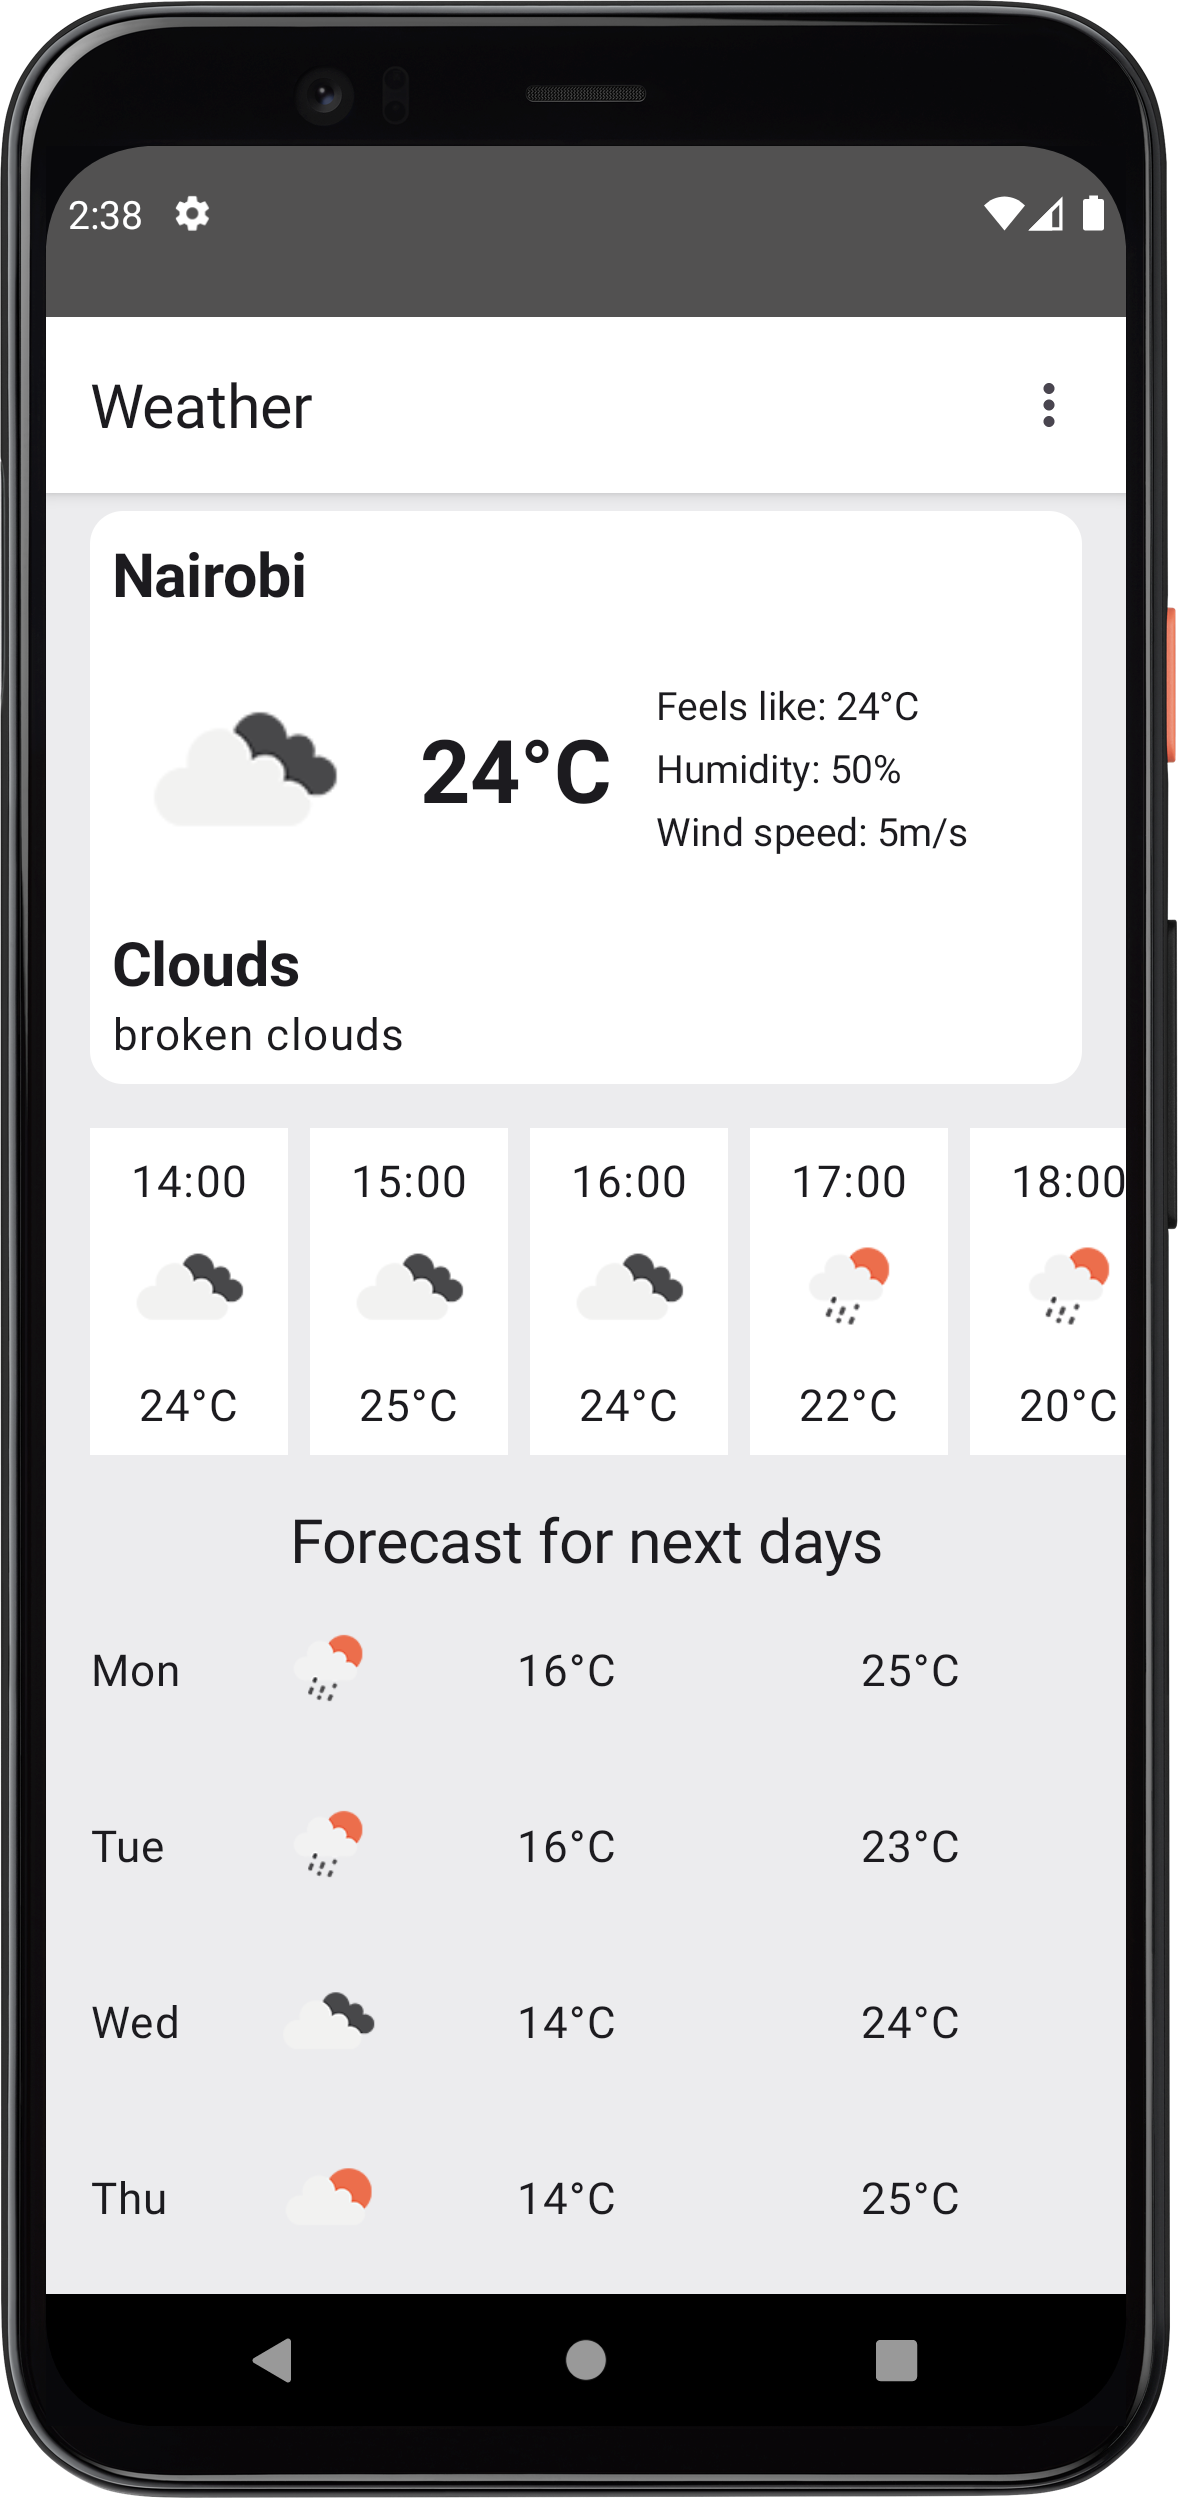 2:38
Weather
Nairobi
24°C
Feels like: 24°C
Humidity: 50%
Wind speed: 5m/s
Clouds
broken clouds
14:00 15:00 16:00 17:00 18:00
24°C 25°C 24°C 22°C 20°C
Forecast for next days
Mon 16°C 25°C
Tue 16°C 23°C
Wed 14°C 24°C
Thu 14°C 25°C